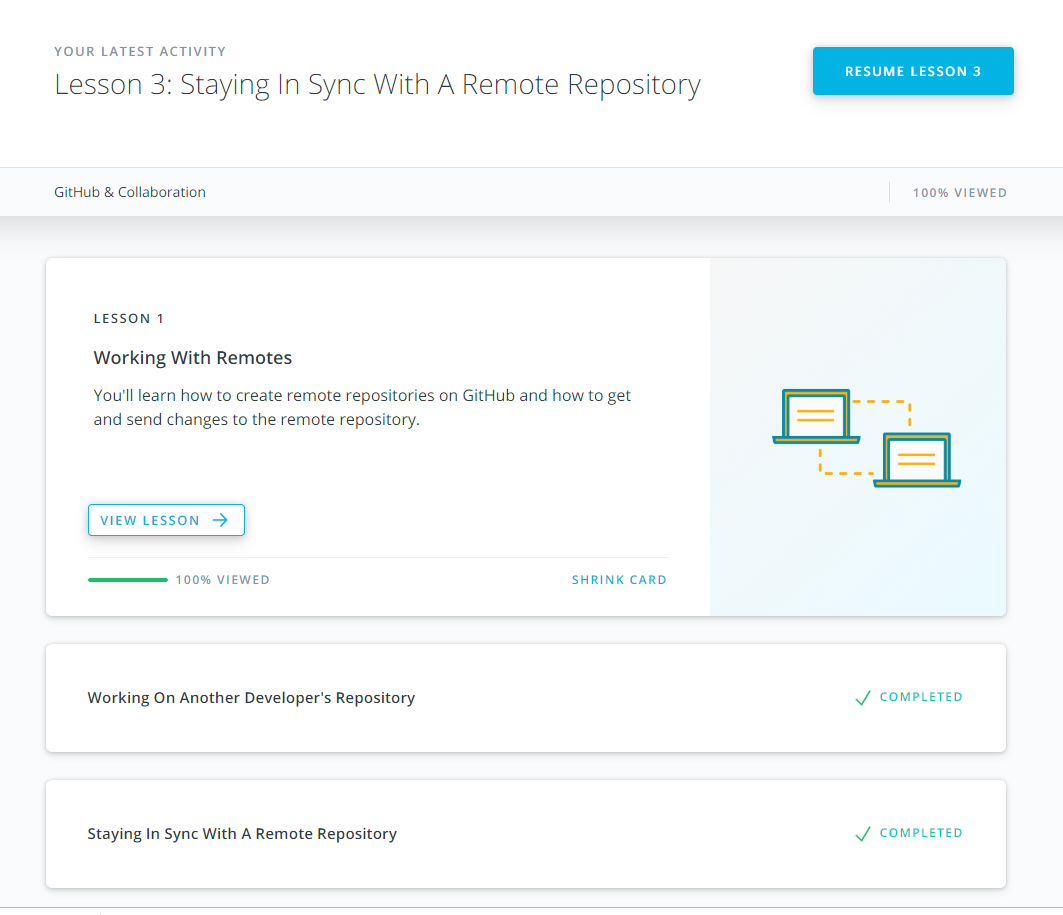 YOUR LATEST ACTIVITY
Lesson 3: Staying In Sync With A Remote Repository
RESUME LESSON 3
GitHub & Collaboration
100% VIEWED
LESSON 1
Working With Remotes
You'll learn how to create remote repositories on GitHub and how to get
and send changes to the remote repository.
VIEW LESSON
100% VIEWED
SHRINK CARD
Working On Another Developer's Repository
COMPLETED
Staying In Sync With A Remote Repository
COMPLETED